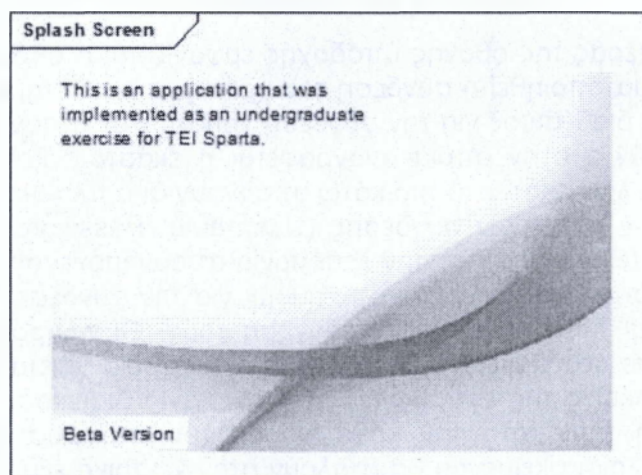 Splash Screen
This is an application that was
implemented as an undergraduate
exercise for TEI Sparta.
Beta Version